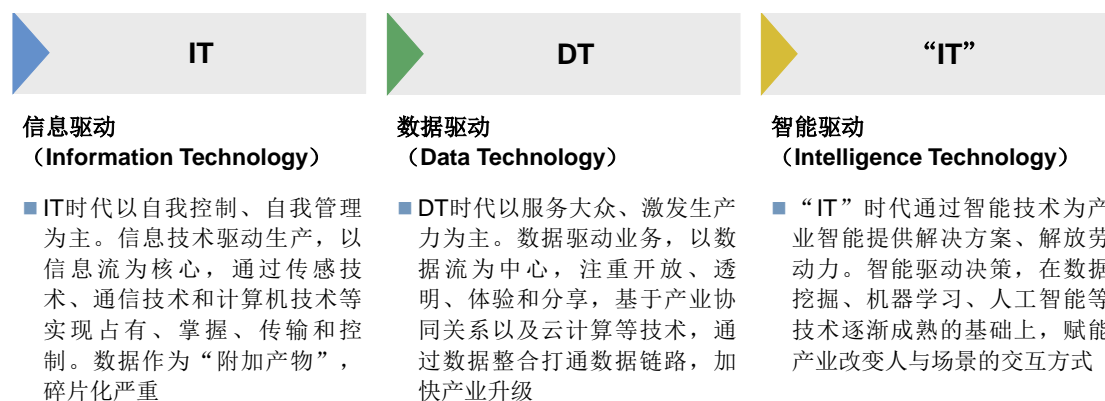 IT
信息驱动
（Information Technology）
■ IT时代以自我控制、自我管理
为主。信息技术驱动生产，以
信息流为核心，通过传感技
术、通信技术和计算机技术等
实现占有、掌握、传输和控
制。数据作为“附加产物”，
碎片化严重
DT
数据驱动
（Data Technology）
■ DT时代以服务大众、激发生产
力为主。数据驱动业务，以数
据流为中心，注重开放、透
明、体验和分享，基于产业协
同关系以及云计算等技术，通
过数据整合打通数据链路，加
快产业升级
“IT”
智能驱动
（Intelligence Technology）
■ “IT”时代通过智能技术为产
业智能提供解决方案、解放劳
动力。智能驱动决策，在数据
挖掘、机器学习、人工智能等
技术逐渐成熟的基础上，赋能
产业改变人与场景的交互方式